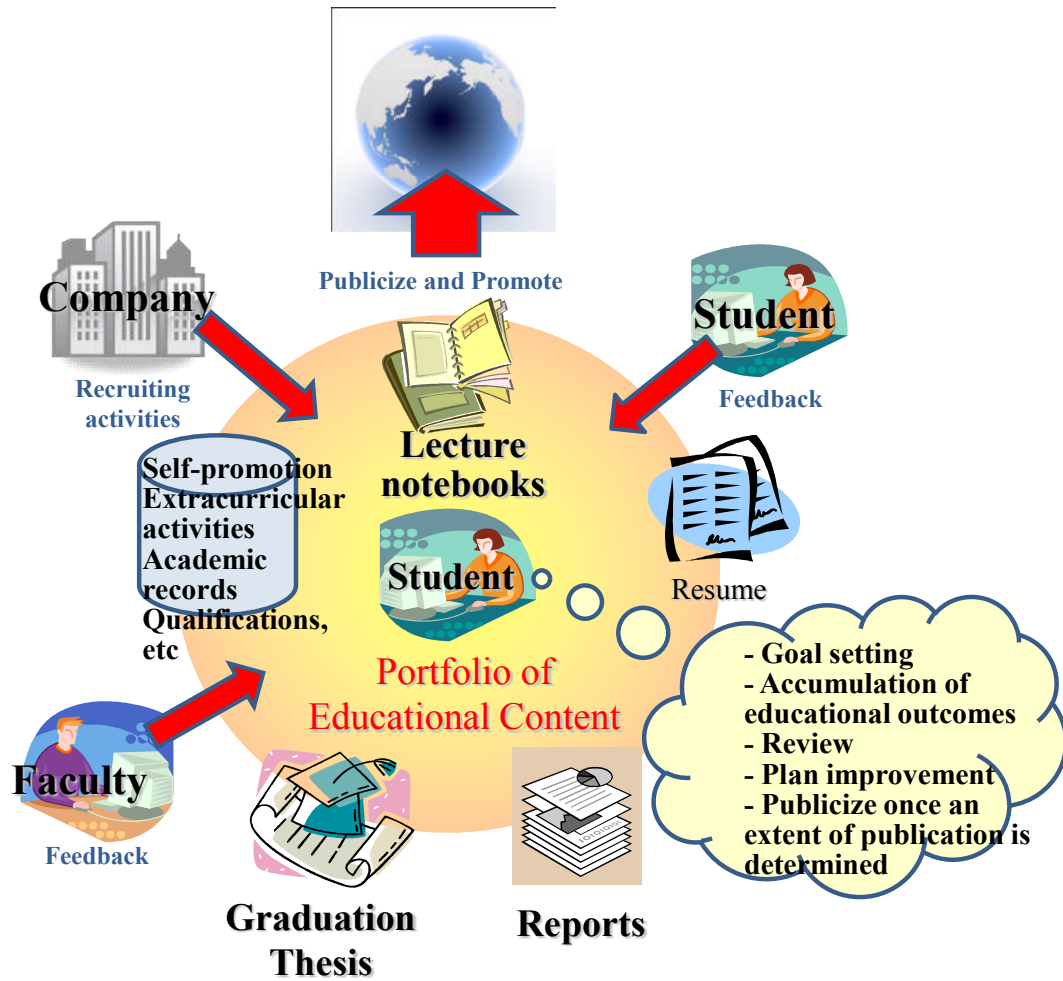 Publicize and Promote
Company
Recruiting
activities
Student
Feedback
Lecture
notebooks
Self-promotion
Extracurricular
activities
Academic
records
Qualifications,
etc
Student
Resume
Portfolio of
Educational Content
- Goal setting
- Accumulation of
educational outcomes
- Review
- Plan improvement
- Publicize once an
extent of publication is
determined
Faculty
Feedback
Graduation
Thesis
Reports
01010101